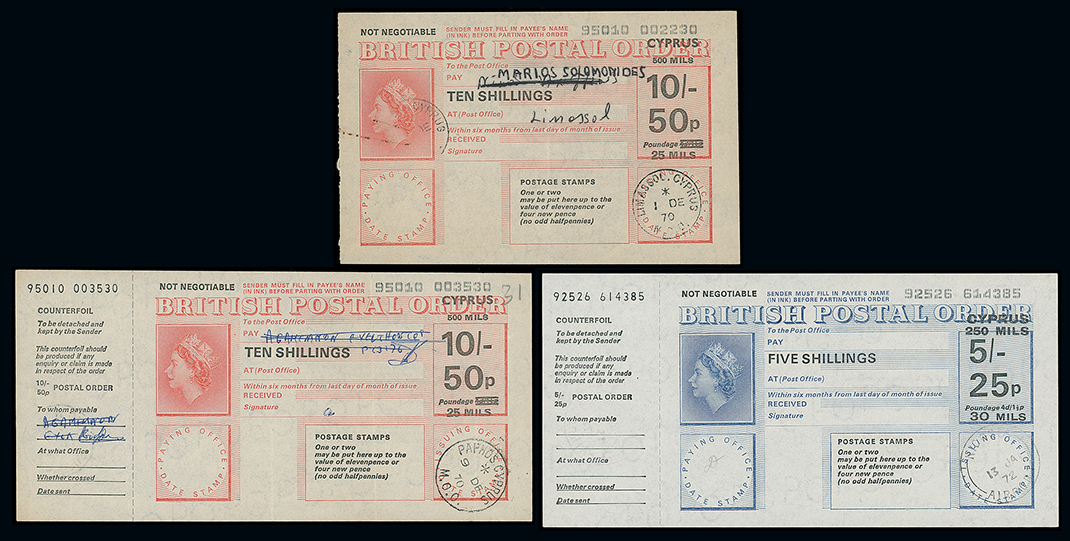 NOT NEGOTIABLE
SENDER MUST FILL IN PAYEE'S NAME
(IN INK) BEFORE PARTING WITH ORDER
95010 002230
BRITISH POSTAL ORDER
CYPRUS
500 MILS
To the Post Office
PAY
MARIOS SOLOMONIDES
TEN SHILLINGS
10/-
50p
AT (Post Office)
Limassol
Within six months from last day of month of issue
RECEIVED
Signature
Poundage
25 MILS
CYPRUS
PAYING OFFICE
DATE STAMP
POSTAGE STAMPS
One or two
may be put here up to the
value of elevenpence or
four new pence
(no odd halfpennies)
LIMASSOL. CYPRUS
1 DE
70
DATE STAMP
95010 003530
COUNTERFOIL
To be detached and
kept by the Sender
This counterfoil should
be produced if any
enquiry or claim is made
in respect of the order
10/-
50p
POSTAL ORDER
To whom payable
AGAMEMNON
At what Office
Whether crossed
Date sent
NOT NEGOTIABLE
SENDER MUST FILL IN PAYEE'S NAME
(IN INK) BEFORE PARTING WITH ORDER
95010 003530
31
BRITISH POSTAL ORDER
CYPRUS
500 MILS
To the Post Office
PAY
AGAMEMNON
TEN SHILLINGS
10/-
50p
AT (Post Office)
Within six months from last day of month of issue
RECEIVED
Signature
Poundage
25 MILS
PAYING OFFICE
DATE STAMP
POSTAGE STAMPS
One or two
may be put here up to the
value of elevenpence or
four new pence
(no odd halfpennies)
ISSUING OFFICE
PAPHOS CYPRUS
9 DE
70
M.O.O.
92526 614385
COUNTERFOIL
To be detached and
kept by the Sender
This counterfoil should
be produced if any
enquiry or claim is made
in respect of the order
5/-
25p
POSTAL ORDER
To whom payable
At what Office
Whether crossed
Date sent
NOT NEGOTIABLE
SENDER MUST FILL IN PAYEE'S NAME
(IN INK) BEFORE PARTING WITH ORDER
92526 614385
BRITISH POSTAL ORDER
CYPRUS
250 MILS
To the Post Office
PAY
FIVE SHILLINGS
5/-
25p
AT (Post Office)
Within six months from last day of month of issue
RECEIVED
Signature
Poundage 4d/1½p
30 MILS
PAYING OFFICE
DATE STAMP
POSTAGE STAMPS
One or two
may be put here up to the
value of elevenpence or
four new pence
(no odd halfpennies)
ISSUING OFFICE
13
72
DATE STAMP